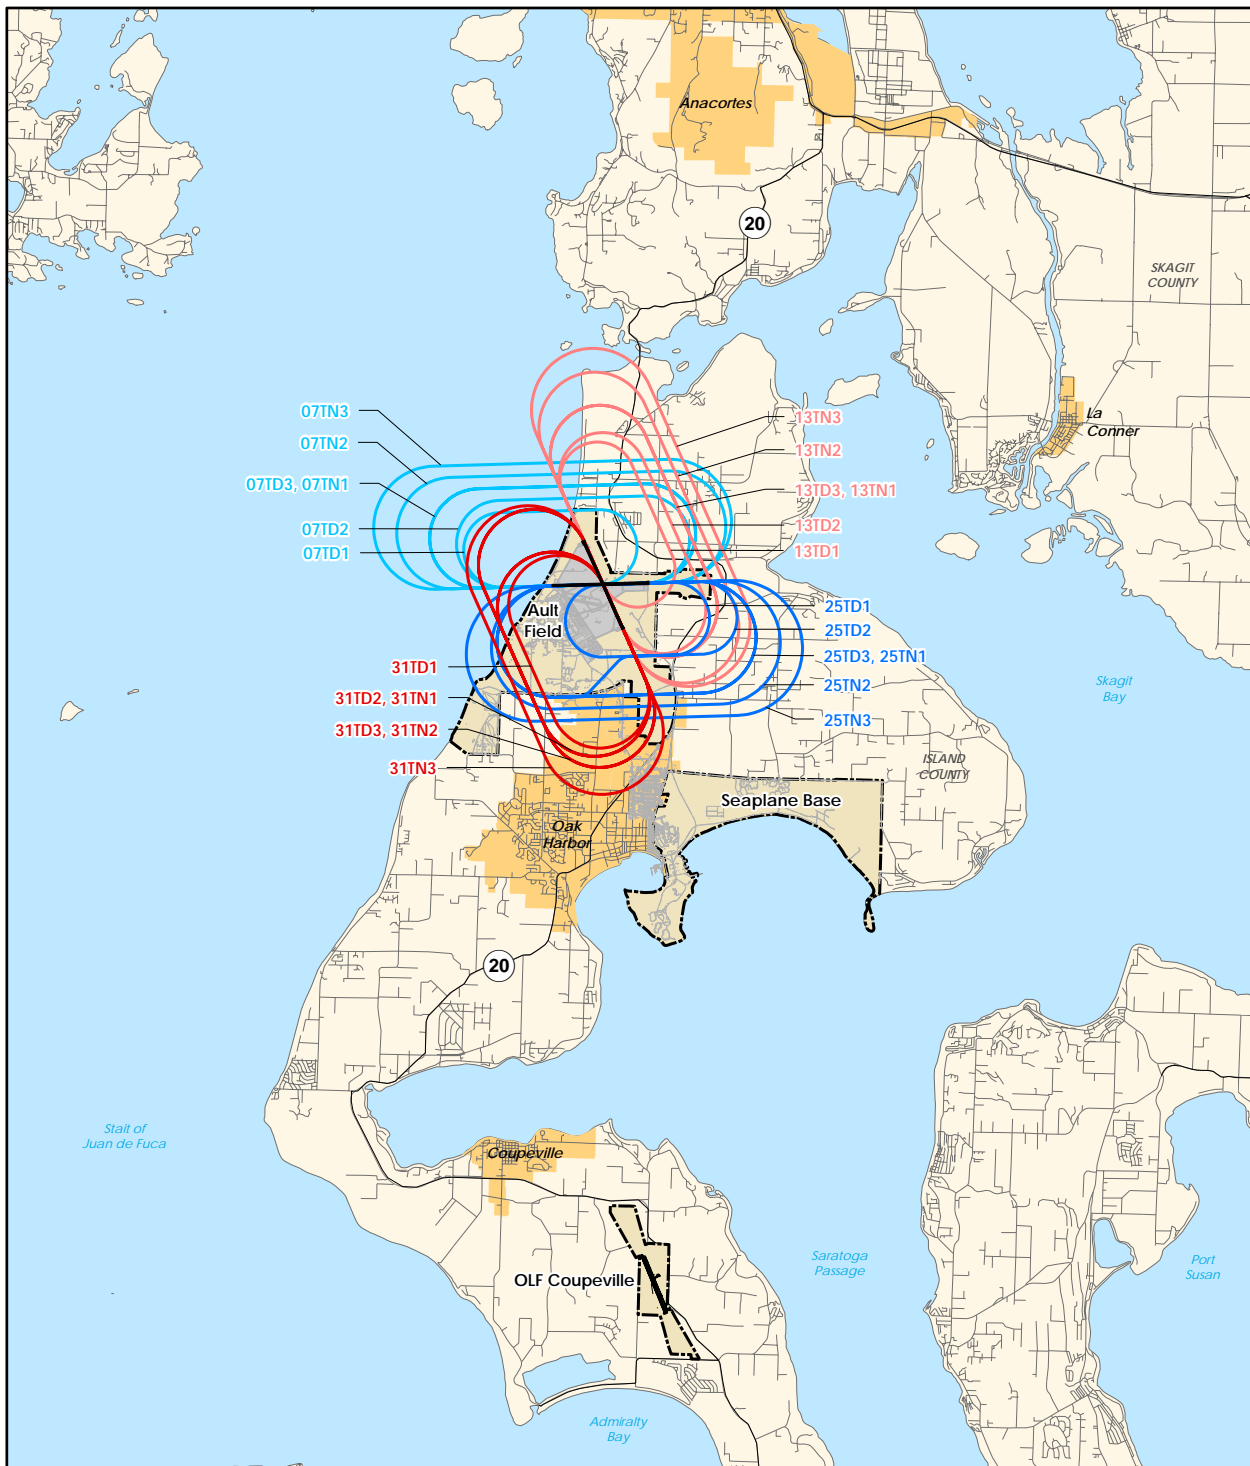 Anacortes
20
SKAGIT
COUNTY
La
Conner
07TN3
07TN2
07TD3, 07TN1
07TD2
07TD1
13TN3
13TN2
13TD3, 13TN1
13TD2
13TD1
Ault
Field
25TD1
25TD2
25TD3, 25TN1
25TN2
25TN3
31TD1
31TD2, 31TN1
31TD3, 31TN2
31TN3
Skagit
Bay
ISLAND
COUNTY
Seaplane Base
Oak
Harbor
20
Stait of
Juan de Fuca
Coupeville
OLF Coupeville
Saratoga
Passage
Port
Susan
Admiralty
Bay